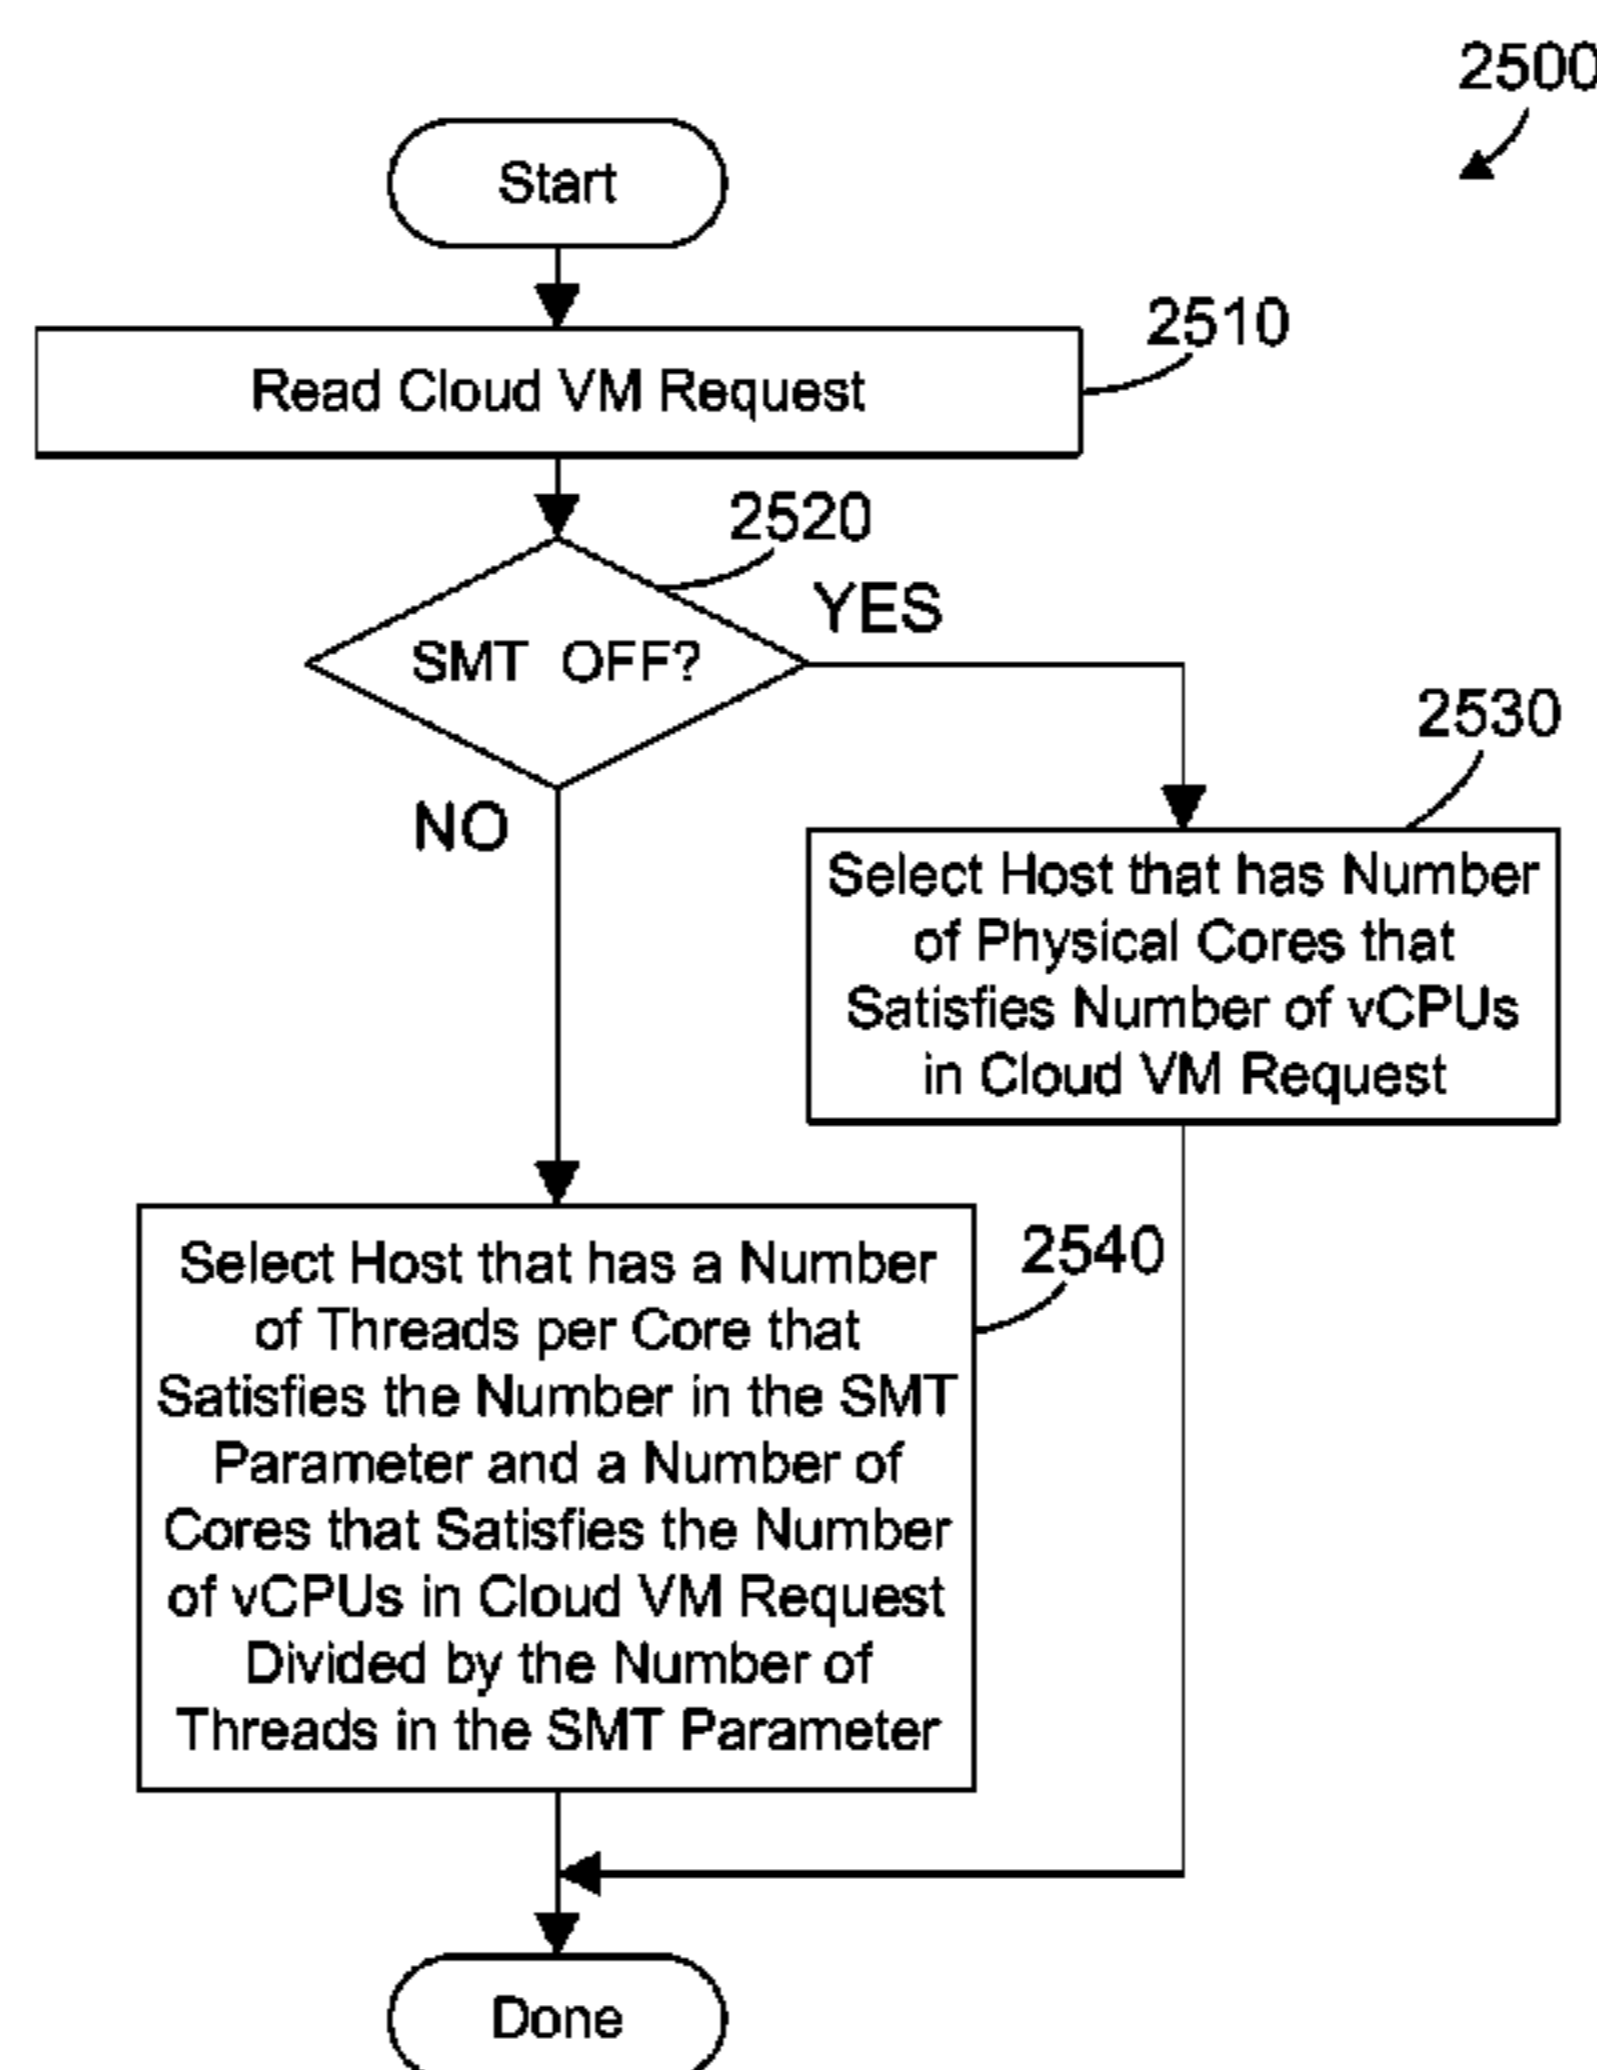 2500
Start
2510
Read Cloud VM Request
2520
YES
SMT OFF?
2530
NO
Select Host that has Number
of Physical Cores that
Satisfies Number of vCPUs
in Cloud VM Request
2540
Select Host that has a Number
of Threads per Core that
Satisfies the Number in the SMT
Parameter and a Number of
Cores that Satisfies the Number
of vCPUs in Cloud VM Request
Divided by the Number of
Threads in the SMT Parameter
Done